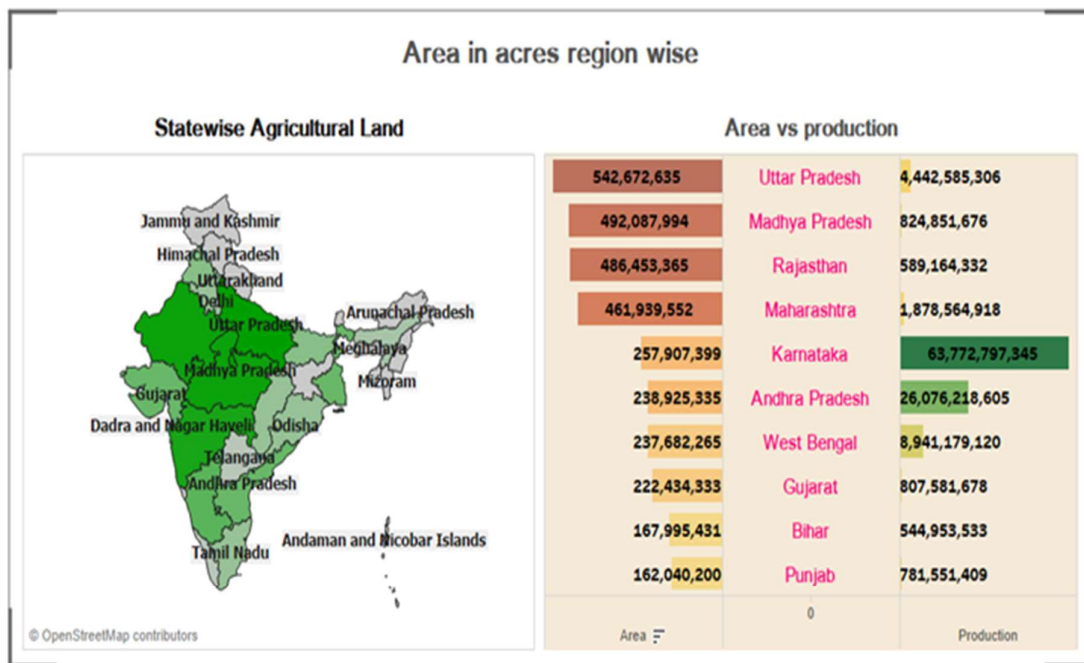 Area in acres region wise
Statewise Agricultural Land
Jammu and Kashmir
Himachal Pradesh
Uttarakhand
Delhi
Arunachal Pradesh
Uttar Pradesh
Meghalaya
Madhya Pradesh
Mizoram
Gujarat
Dadra and Nagar Haveli
Odisha
Telangana
Andhra Pradesh
Andaman and Nicobar Islands
Tamil Nadu
© OpenStreetMap contributors
Area vs production
542,672,635 Uttar Pradesh 4,442,585,306
492,087,994 Madhya Pradesh 824,851,676
486,453,365 Rajasthan 589,164,332
461,939,552 Maharashtra 1,878,564,918
257,907,399 Karnataka 63,772,797,345
238,925,335 Andhra Pradesh 26,076,218,605
237,682,265 West Bengal 8,941,179,120
222,434,333 Gujarat 807,581,678
167,995,431 Bihar 544,953,533
162,040,200 Punjab 781,551,409
0
Area Production